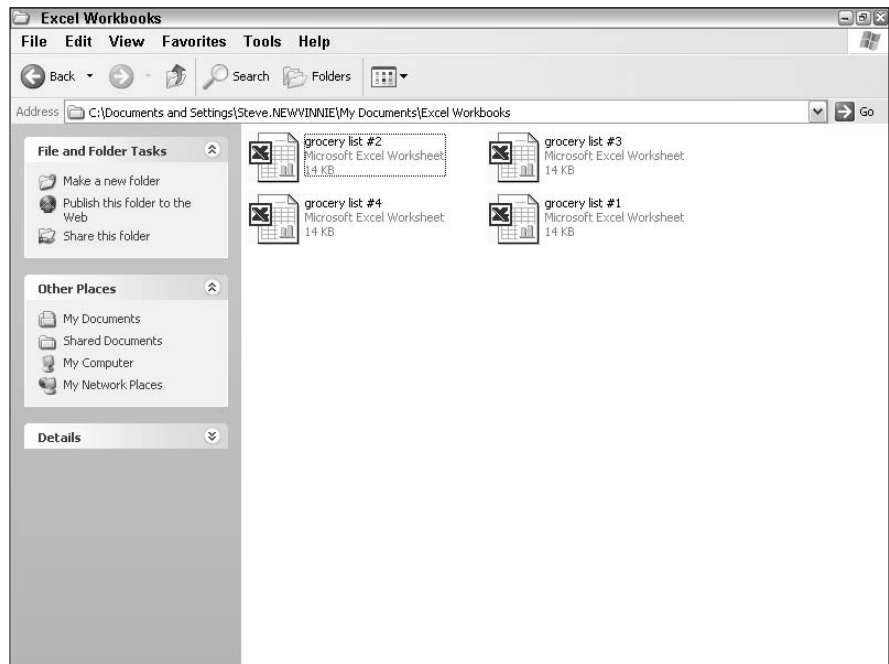 Excel Workbooks
File Edit View Favorites Tools Help
Back Search Folders
Address C:\Documents and Settings\Steve.NEWVINNIE\My Documents\Excel Workbooks Go
File and Folder Tasks
Make a new folder
Publish this folder to the
Web
Share this folder
Other Places
My Documents
Shared Documents
My Computer
My Network Places
Details
grocery list #2
Microsoft Excel Worksheet
14 KB
grocery list #3
Microsoft Excel Worksheet
14 KB
grocery list #4
Microsoft Excel Worksheet
14 KB
grocery list #1
Microsoft Excel Worksheet
14 KB